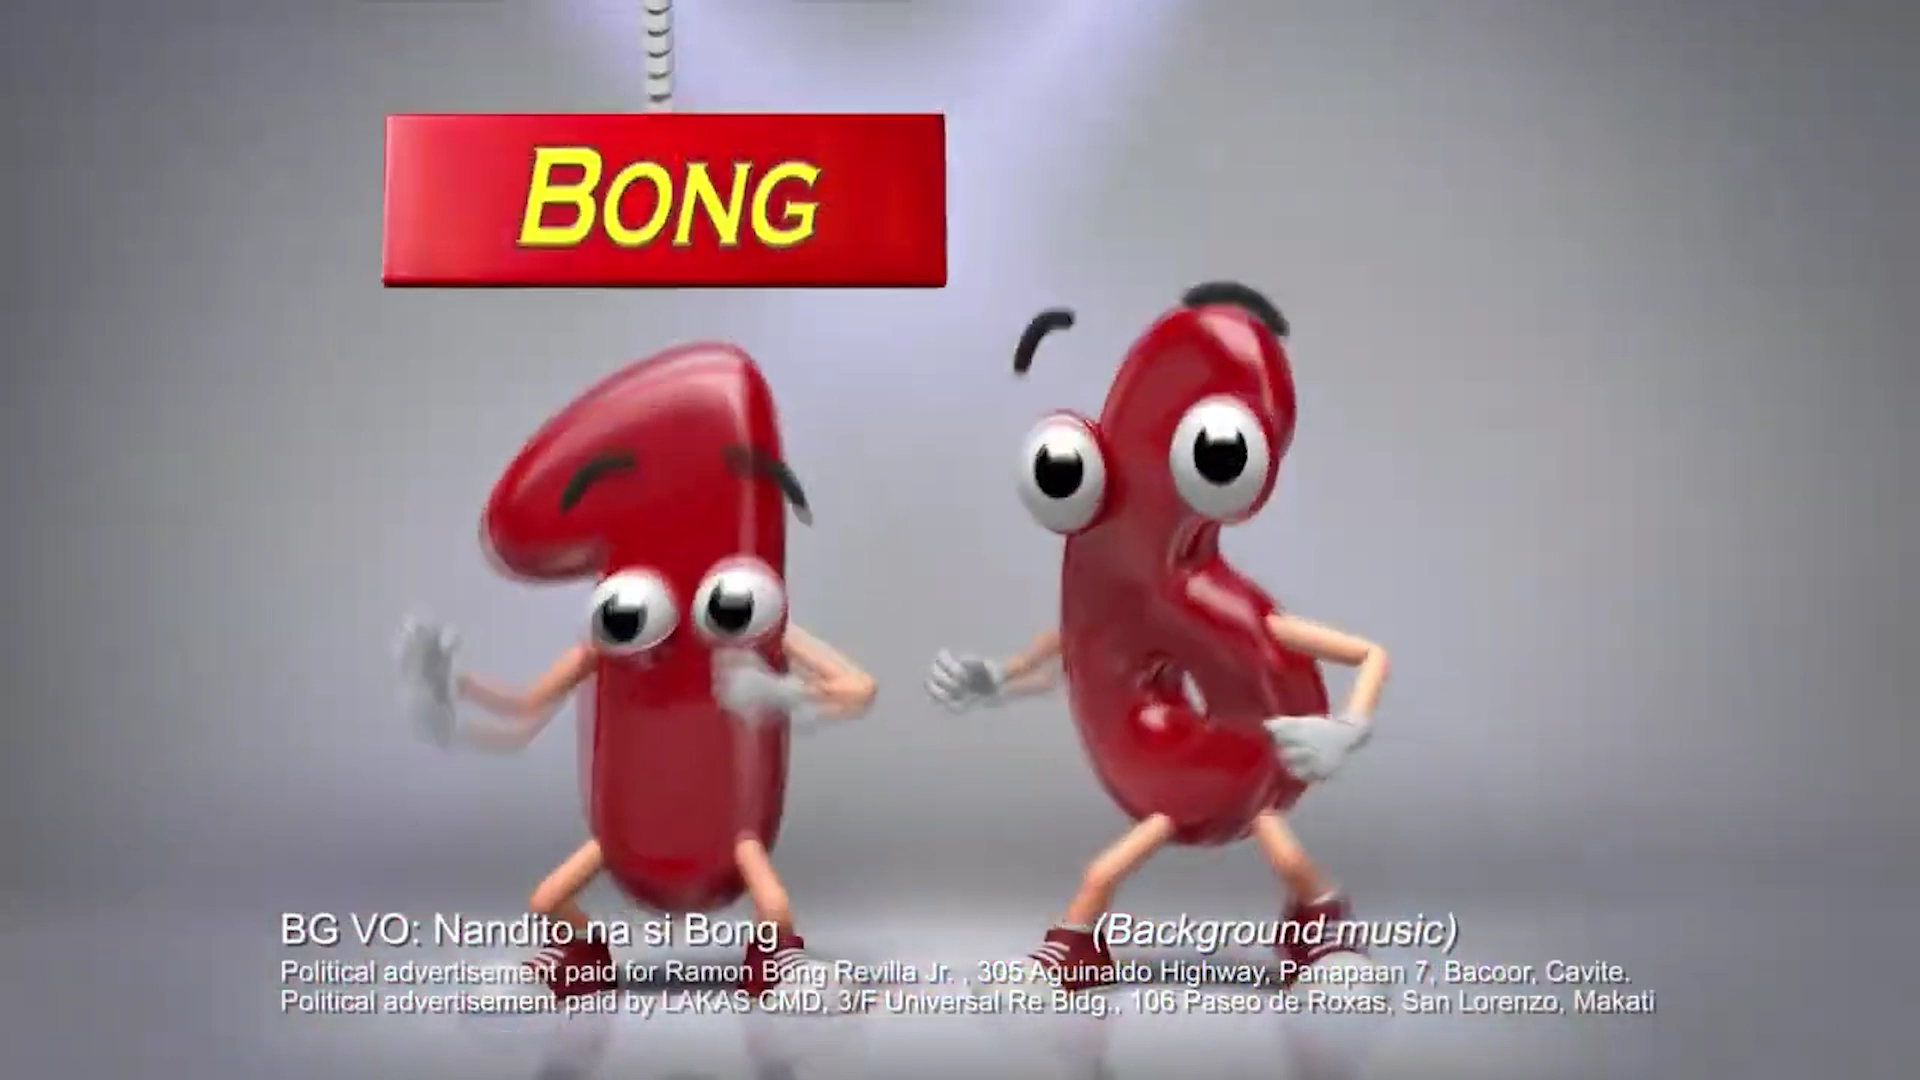 BONG
BG VO: Nandito na si Bong (Background music)
Political advertisement paid for Ramon Bong Revilla Jr. , 305 Aguinaldo Highway, Panapaan 7, Bacoor, Cavite.
Political advertisement paid by LAKAS CMD, 3/F Universal Re Bldg., 106 Paseo de Roxas, San Lorenzo, Makati